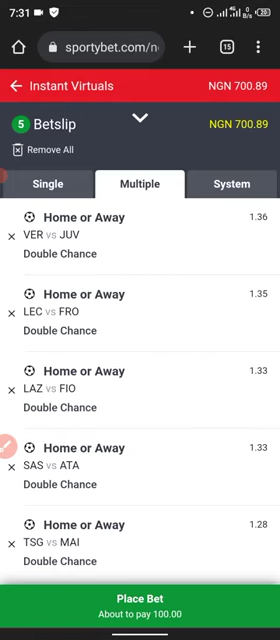 7:31
4G
20
sportybet.com/n
15
Instant Virtuals NGN 700.89
5 Betslip NGN 700.89
Remove All
Single Multiple System
Home or Away 1.36
VER vs JUV
Double Chance
Home or Away 1.35
LEC vs FRO
Double Chance
Home or Away 1.33
LAZ vs FIO
Double Chance
Home or Away 1.33
SAS vs ATA
Double Chance
Home or Away 1.28
TSG vs MAI
Double Chance
Place Bet
About to pay 100.00